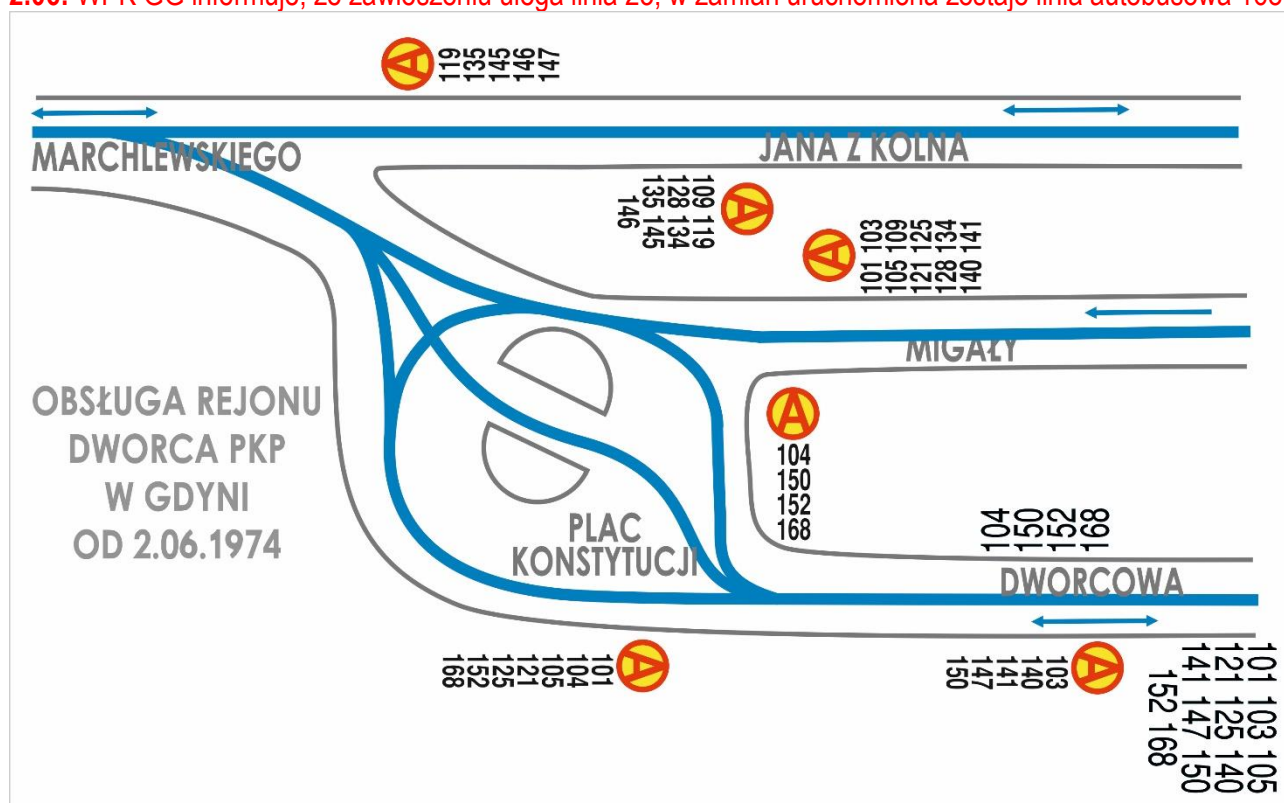 2.06. WPK GG informuje, że zawieszeniu ulega linia w zamian uruchomiona zostaje linia autobusowa
A
119
135
145
146
147
MARCHLEWSKIEGO
JANA Z KOLNA
A
109 119
128 134
135 145
146
A
101 103
105 109
121 125
128 134
140 141
MIGAŁY
OBSŁUGA REJONU
DWORCA PKP
W GDYNI
OD 2.06.1974
A
104
150
152
168
PLAC
KONSTYTUCJI
104
150
152
168
DWORCOWA
A
101
104
105
121
125
152
168
A
103
140
141
147
150
101 103 105
121 125 140
141 147 150
152 168